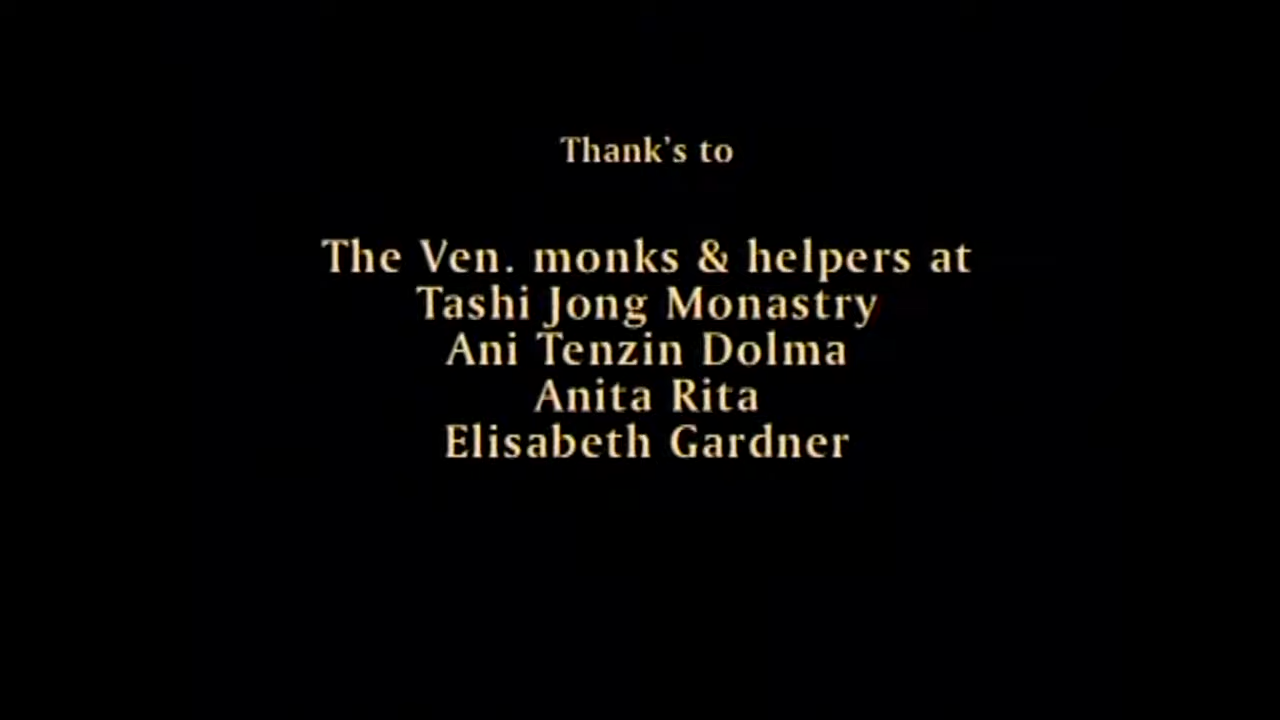 Thank's to
The Ven. monks & helpers at
Tashi Jong Monastry
Ani Tenzin Dolma
Anita Rita
Elisabeth Gardner